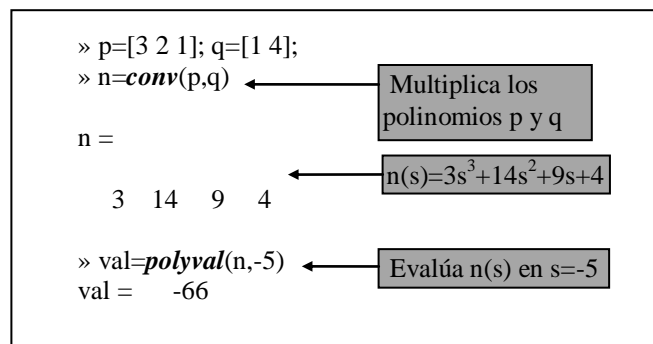 » p=[3 2 1]; q=[1 4];
» n=conv(p,q)
Multiplica los
polinomios p y q
n =
n(s)=3s³+14s²+9s+4
3 14 9 4
» val=polyval(n,-5)
Evalúa n(s) en s=-5
val = -66